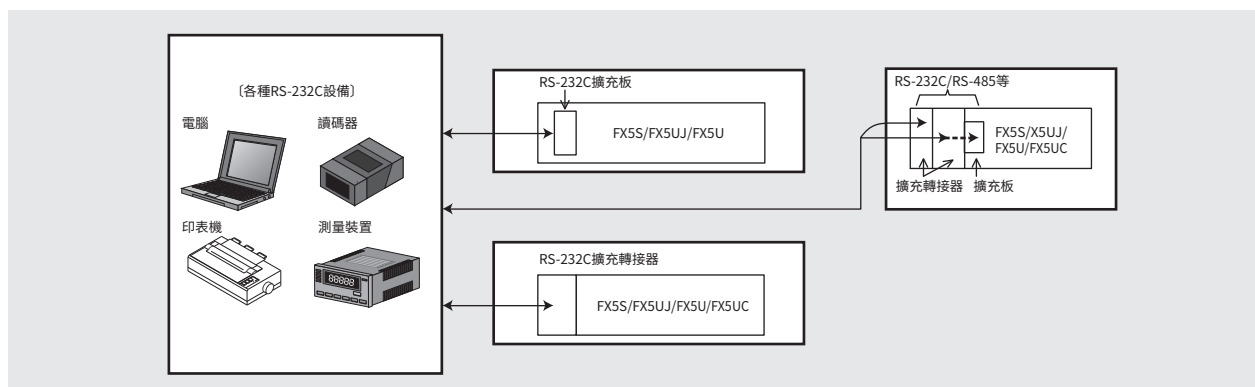 〔各種RS-232C設備〕
電腦
讀碼器
印表機
測量裝置
88888
RS-232C擴充板
FX5S/FX5UJ/FX5U
RS-232C擴充轉接器
FX5S/FX5UJ/FX5U/FX5UC
RS-232C/RS-485等
FX5S/X5UJ/
FX5U/FX5UC
擴充轉接器
擴充板